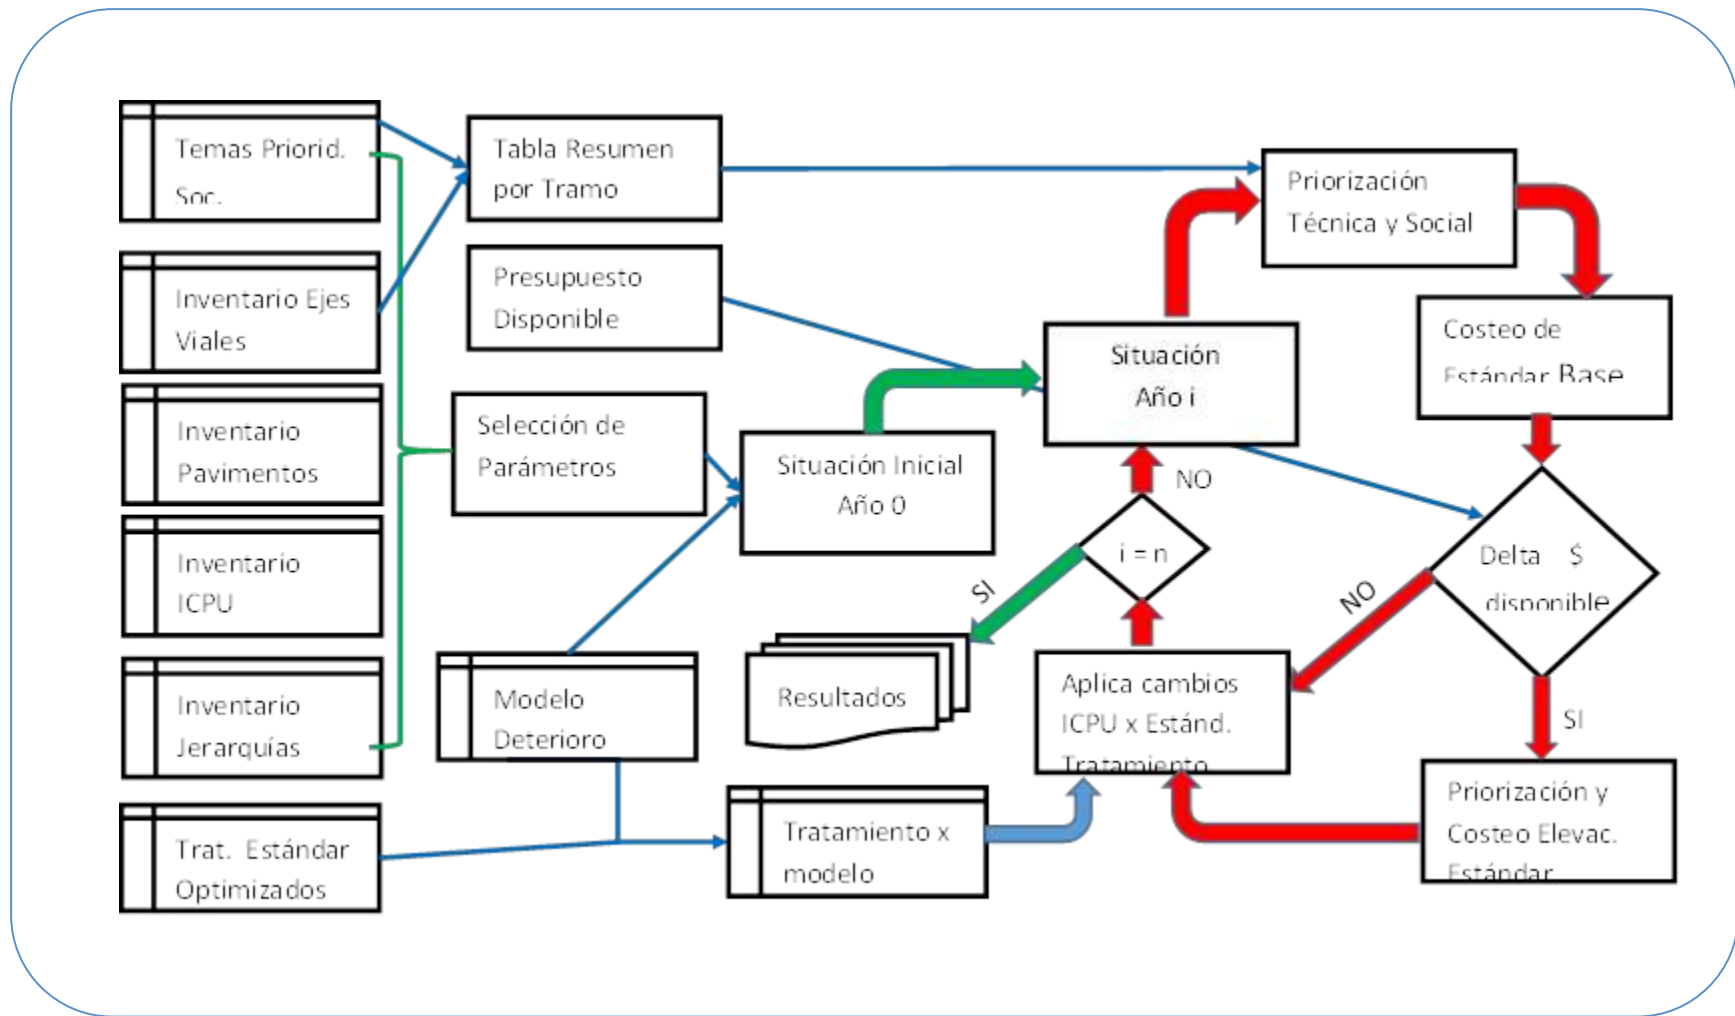 Temas Priorid.
Soc.
Inventario Ejes
Viales
Inventario
Pavimentos
Inventario
ICPU
Inventario
Jerarquías
Trat. Estándar
Optimizados
Tabla Resumen
por Tramo
Presupuesto
Disponible
Selección de
Parámetros
Modelo
Deterioro
Situación Inicial
Año 0
Resultados
Tratamiento x
modelo
Situación
Año i
NO
i = n
SI
Aplica cambios
ICPU x Estánd.
Tratamiento
Priorización
Técnica y Social
Costeo de
Estándar Base
Delta $
disponible
NO
SI
Priorización y
Costeo Elevac.
Estándar